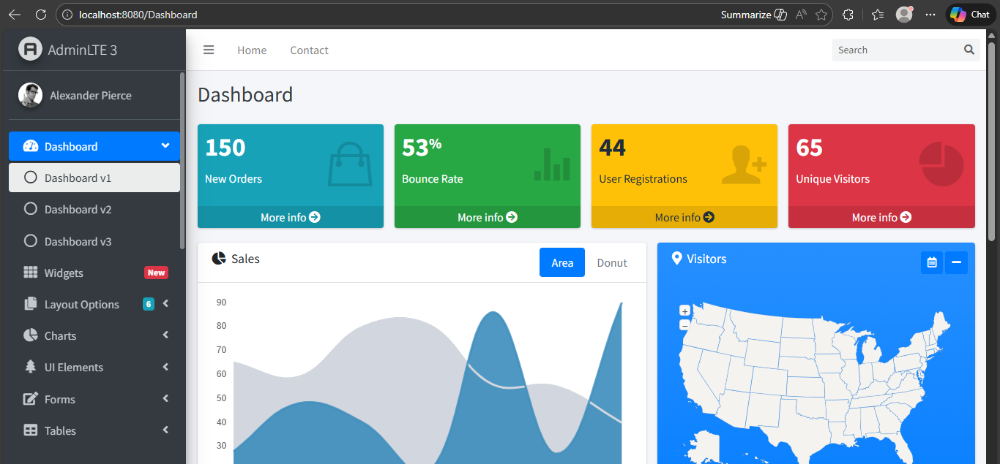 localhost:8080/Dashboard
Summarize
Chat
AdminLTE 3
Alexander Pierce
Dashboard
Dashboard v1
Dashboard v2
Dashboard v3
Widgets New
Layout Options 6
Charts
UI Elements
Forms
Tables
Home Contact
Search
Dashboard
150
New Orders
More info
53%
Bounce Rate
More info
44
User Registrations
More info
65
Unique Visitors
More info
Sales
Area Donut
90
80
70
60
50
40
30
Visitors
+
−